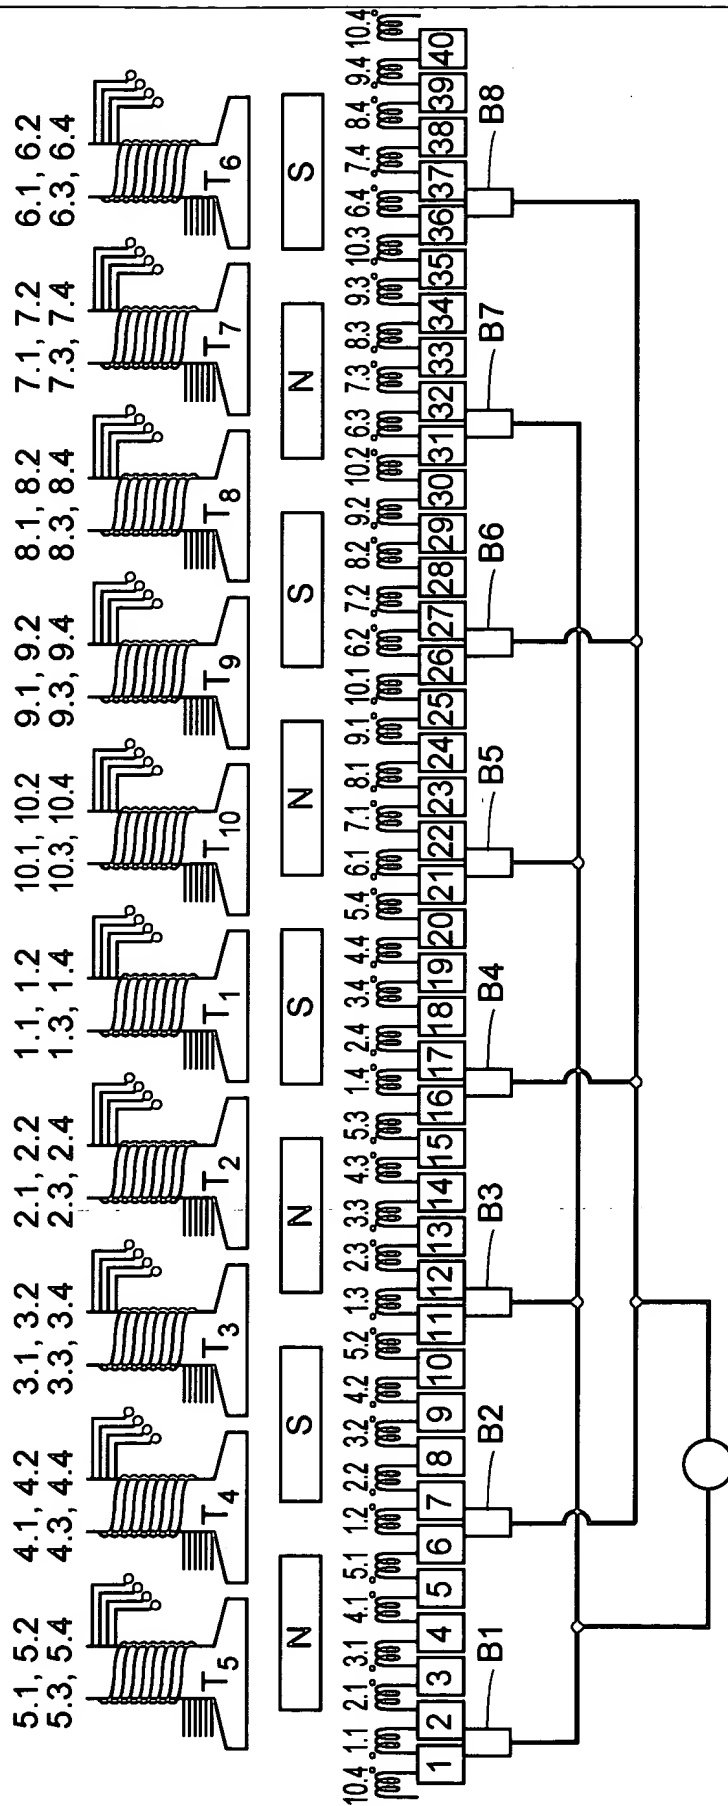 5.1, 5.2 4.1, 4.2 3.1, 3.2 2.1, 2.2 1.1, 1.2 10.1, 10.2 9.1, 9.2 8.1, 8.2 7.1, 7.2 6.1, 6.2
5.3, 5.4 4.3, 4.4 3.3, 3.4 2.3, 2.4 1.3, 1.4 10.3, 10.4 9.3, 9.4 8.3, 8.4 7.3, 7.4 6.3, 6.4
T5 T4 T3 T2 T1 T10 T9 T8 T7 T6
N S N S N S N S
10.4 1.1 2.1 3.1 4.1 5.1 1.2 2.2 3.2 4.2 5.2 1.3 2.3 3.3 4.3 5.3 1.4 2.4 3.4 4.4 5.4 6.1 7.1 8.1 9.1 10.1 6.2 7.2 8.2 9.2 10.2 6.3 7.3 8.3 9.3 10.3 6.4 7.4 8.4 9.4 10.4
1 2 3 4 5 6 7 8 9 10 11 12 13 14 15 16 17 18 19 20 21 22 23 24 25 26 27 28 29 30 31 32 33 34 35 36 37 38 39 40
B1 B2 B3 B4 B5 B6 B7 B8